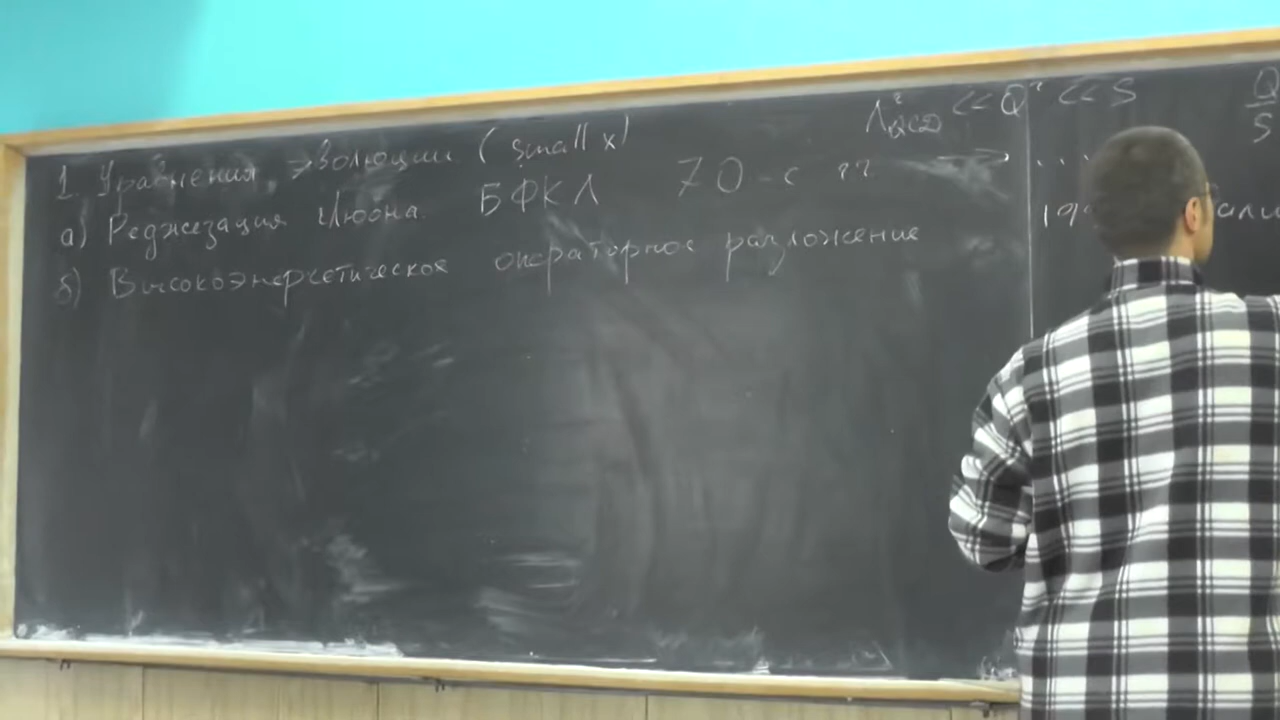 Λ²QCD << Q² << S Q
S
1. Уравнения эволюции (small x)
а) Реджезация глюона. БФКЛ 70-е гг. → ...
б) Высокоэнергетическое операторное разложение